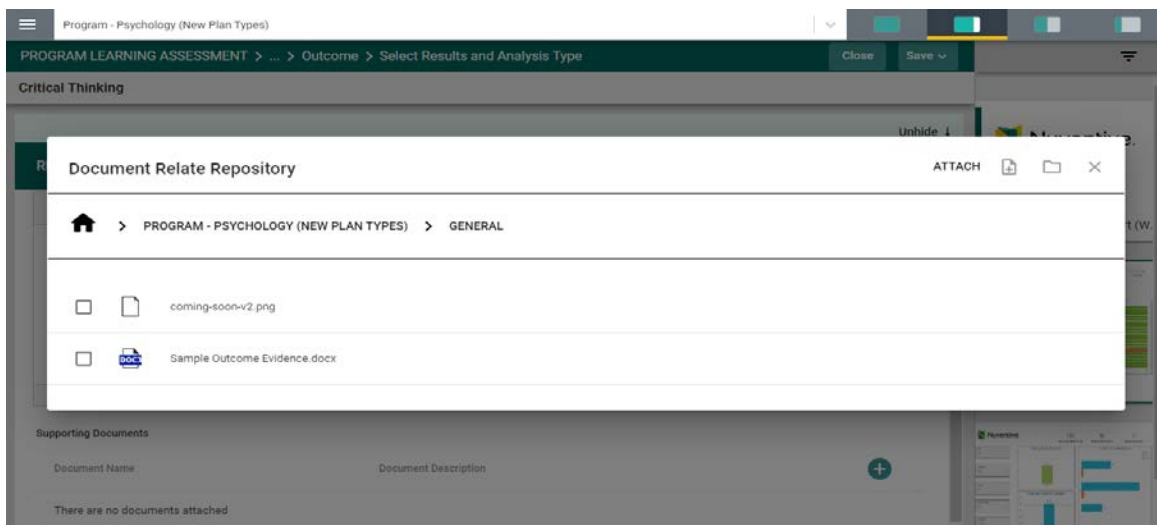 Program - Psychology (New Plan Types)
PROGRAM LEARNING ASSESSMENT > ... > Outcome > Select Results and Analysis Type
Close
Save
Critical Thinking
Unhide ↓
Document Relate Repository
ATTACH
> PROGRAM - PSYCHOLOGY (NEW PLAN TYPES) > GENERAL
coming-soon-v2.png
DOCX
Sample Outcome Evidence.docx
Supporting Documents
Document Name
Document Description
There are no documents attached
Nuventive